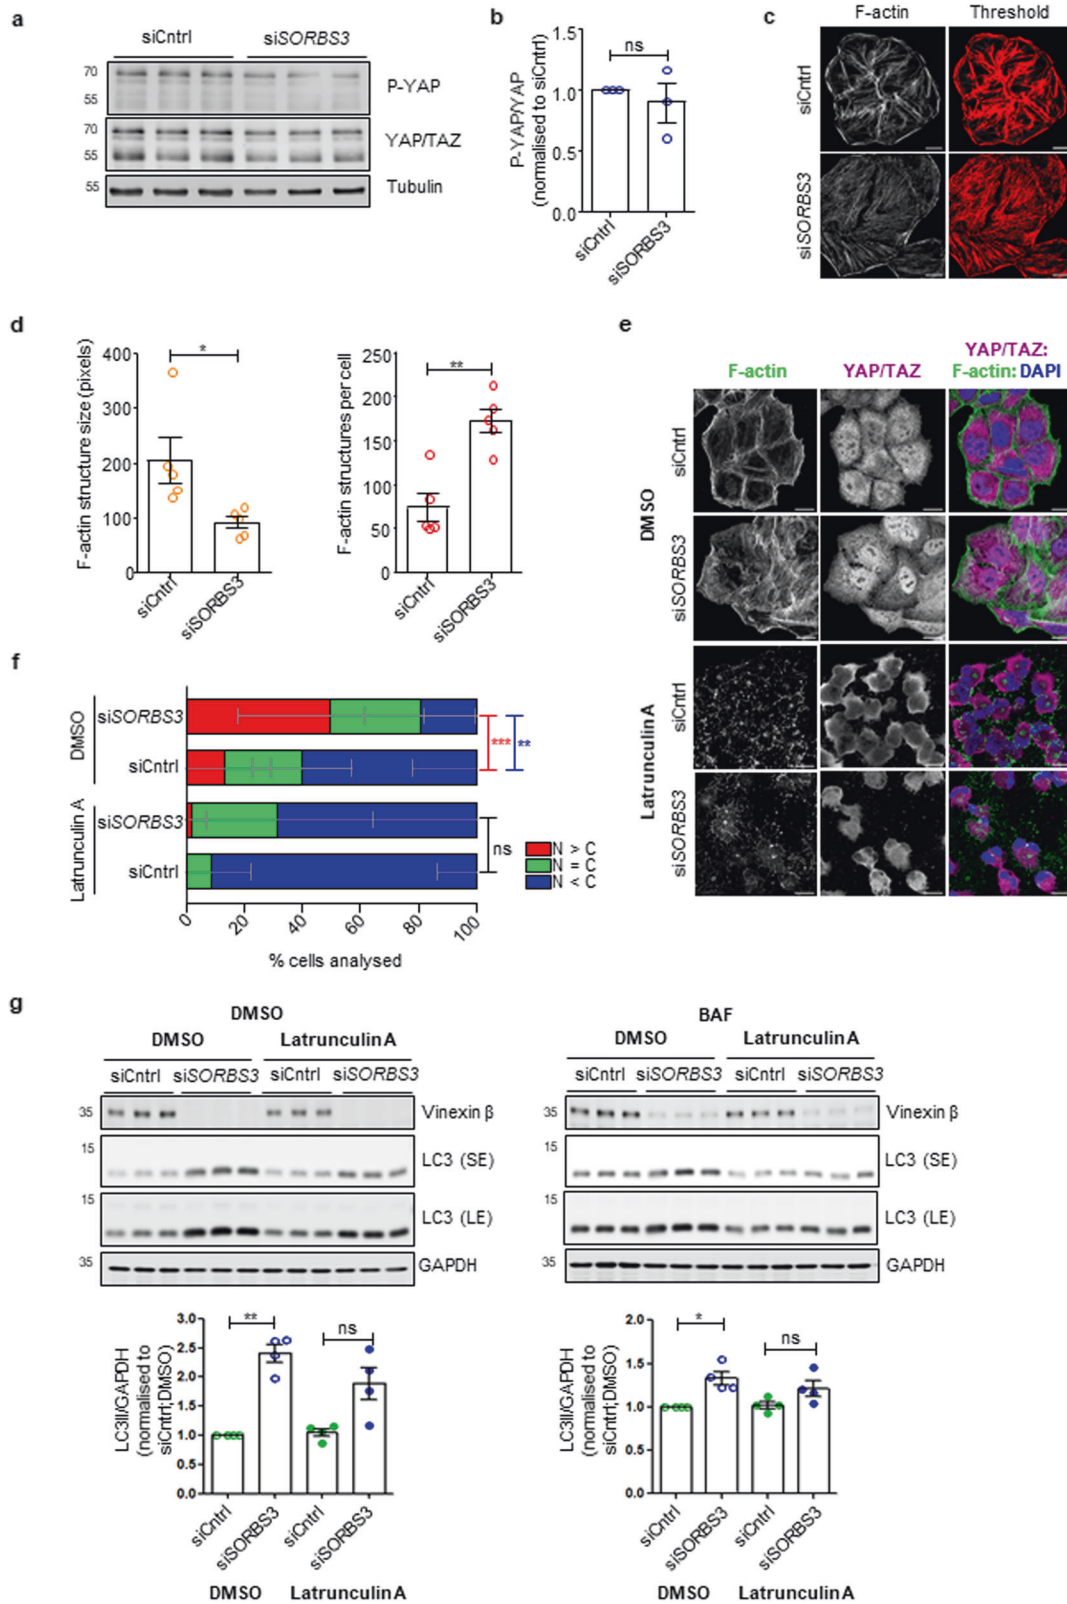 a
siCntrl siSORBS3
70
55
P-YAP
70
55
YAP/TAZ
55
Tubulin
b
P-YAP/YAP
(normalised to siCntrl)
1.5
1.0
0.5
0.0
ns
siCntrl
siSORBS3
c
F-actin Threshold
siCntrl
siSORBS3
d
F-actin structure size (pixels)
400
300
200
100
0
*
siCntrl
siSORBS3
F-actin structures per cell
250
200
150
100
50
0
**
siCntrl
siSORBS3
e
F-actin YAP/TAZ YAP/TAZ:
F-actin: DAPI
DMSO
siCntrl
siSORBS3
Latrunculin A
siCntrl
siSORBS3
f
DMSO
siSORBS3
siCntrl
Latrunculin A
siSORBS3
siCntrl
*** **
ns
N > C
N = C
N < C
0 20 40 60 80 100
% cells analysed
g
DMSO
DMSO Latrunculin A
siCntrl siSORBS3 siCntrl siSORBS3
35 Vinexin β
15 LC3 (SE)
15 LC3 (LE)
35 GAPDH
LC3II/GAPDH
(normalised to
siCntrl;DMSO)
3.0
2.5
2.0
1.5
1.0
0.5
0.0
** ns
siCntrl siSORBS3 siCntrl siSORBS3
DMSO Latrunculin A
BAF
DMSO Latrunculin A
siCntrl siSORBS3 siCntrl siSORBS3
35 Vinexin β
15 LC3 (SE)
15 LC3 (LE)
35 GAPDH
LC3II/GAPDH
(normalised to
siCntrl;DMSO)
2.0
1.5
1.0
0.5
0.0
* ns
siCntrl siSORBS3 siCntrl siSORBS3
DMSO Latrunculin A